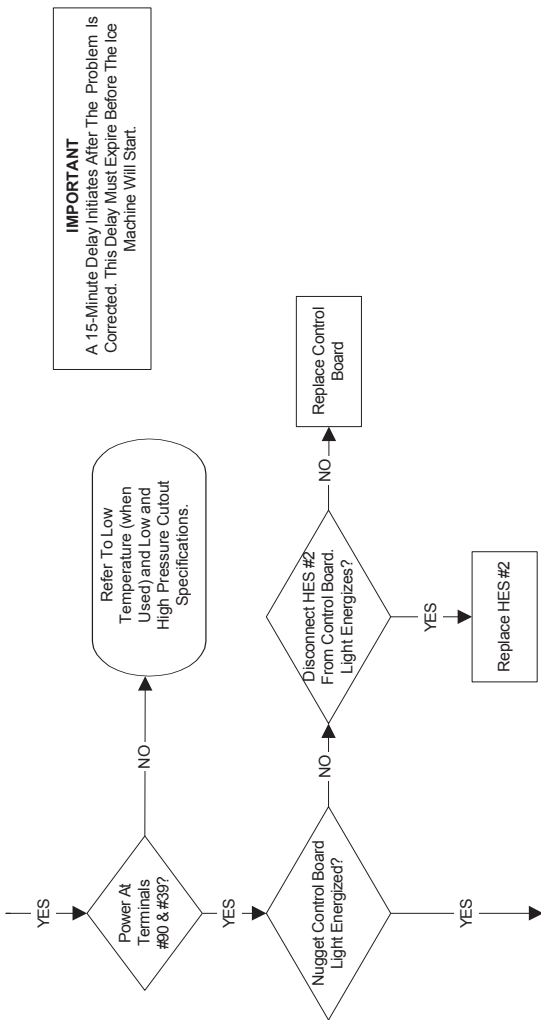 IMPORTANT
A 15-Minute Delay Initiates After The Problem Is
Corrected. This Delay Must Expire Before The Ice
Machine Will Start.
YES
Power At
Terminals
#90 & #39?
NO
Refer To Low
Temperature (when
Used) and Low and
High Pressure Cutout
Specifications.
YES
Nugget Control Board
Light Energized?
NO
Disconnect HES #2
From Control Board.
Light Energizes?
NO
Replace Control
Board
YES
Replace HES #2
YES